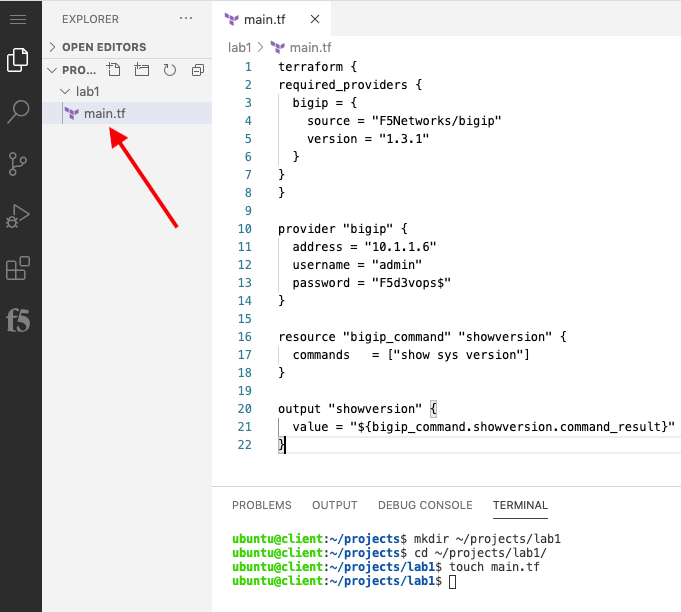 EXPLORER
···
OPEN EDITORS
PRO...
lab1
main.tf
f5
main.tf
lab1 > main.tf
1 terraform {
2 required_providers {
3 bigip = {
4 source = "F5Networks/bigip"
5 version = "1.3.1"
6 }
7 }
8 }
9
10 provider "bigip" {
11 address = "10.1.1.6"
12 username = "admin"
13 password = "F5d3vops$"
14 }
15
16 resource "bigip_command" "showversion" {
17 commands   = ["show sys version"]
18 }
19
20 output "showversion" {
21 value = "${bigip_command.showversion.command_result}"
22 }
PROBLEMS OUTPUT DEBUG CONSOLE TERMINAL
ubuntu@client:~/projects$ mkdir ~/projects/lab1
ubuntu@client:~/projects$ cd ~/projects/lab1/
ubuntu@client:~/projects/lab1$ touch main.tf
ubuntu@client:~/projects/lab1$